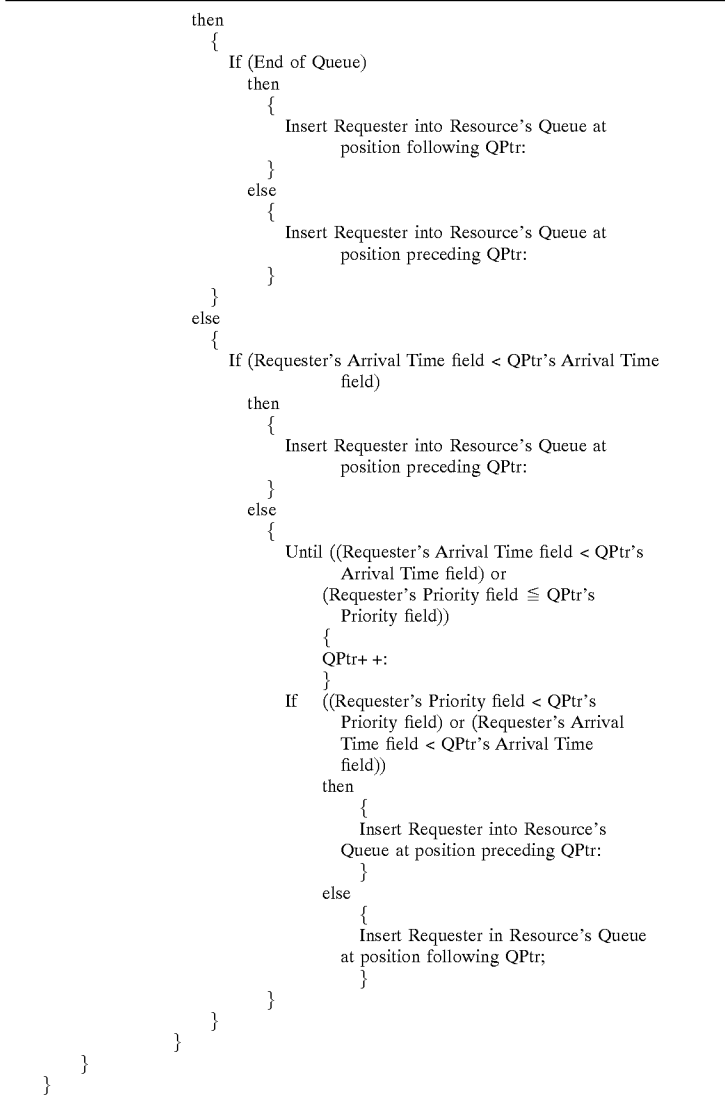 then
{
If (End of Queue)
then
{
Insert Requester into Resource's Queue at
position following QPtr:
}
else
{
Insert Requester into Resource's Queue at
position preceding QPtr:
}
}
else
{
If (Requester's Arrival Time field < QPtr's Arrival Time
field)
then
{
Insert Requester into Resource's Queue at
position preceding QPtr:
}
else
{
Until ((Requester's Arrival Time field < QPtr's
Arrival Time field) or
(Requester's Priority field ≦ QPtr's
Priority field))
{
QPtr+ +:
}
If ((Requester's Priority field < QPtr's
Priority field) or (Requester's Arrival
Time field < QPtr's Arrival Time
field))
then
{
Insert Requester into Resource's
Queue at position preceding QPtr:
}
else
{
Insert Requester in Resource's Queue
at position following QPtr;
}
}
}
}
}
}